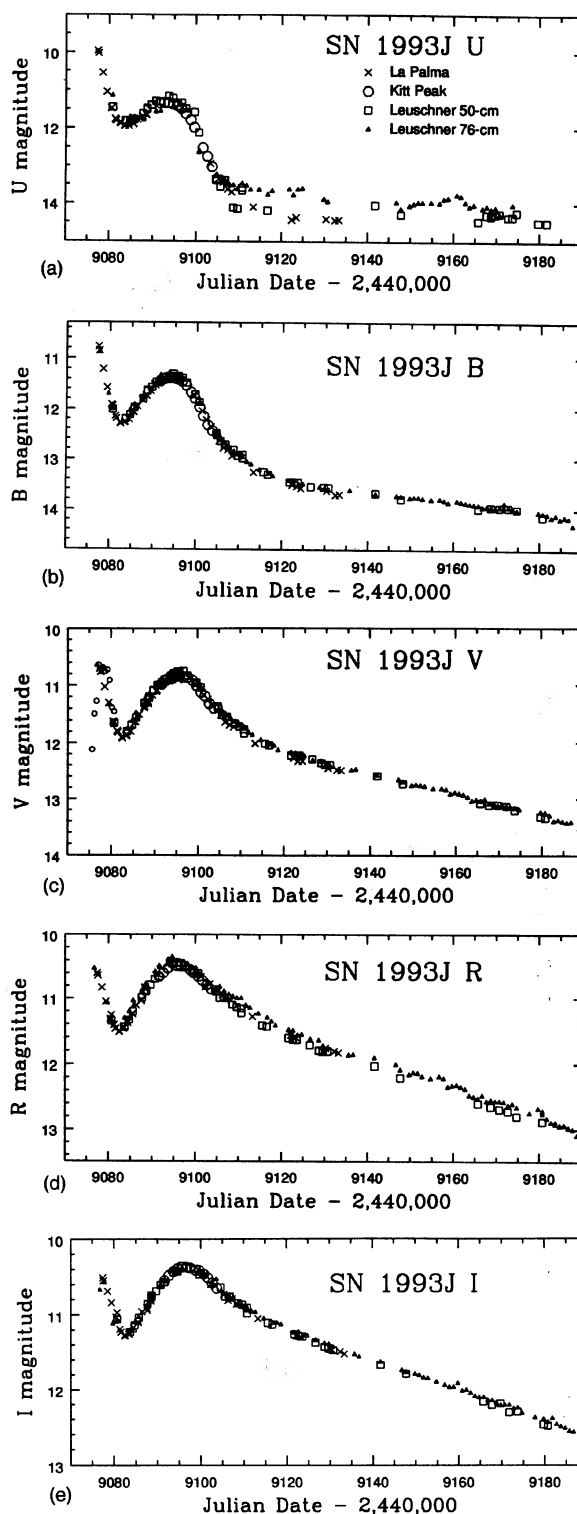 SN 1993J U
× La Palma
○ Kitt Peak
□ Leuschner 50-cm
▲ Leuschner 76-cm
U magnitude
10
12
14
9080 9100 9120 9140 9160 9180
(a)
Julian Date − 2,440,000
SN 1993J B
B magnitude
11
12
13
14
9080 9100 9120 9140 9160 9180
(b)
Julian Date − 2,440,000
SN 1993J V
V magnitude
10
11
12
13
14
9080 9100 9120 9140 9160 9180
(c)
Julian Date − 2,440,000
SN 1993J R
R magnitude
10
11
12
13
9080 9100 9120 9140 9160 9180
(d)
Julian Date − 2,440,000
SN 1993J I
I magnitude
10
11
12
13
9080 9100 9120 9140 9160 9180
(e)
Julian Date − 2,440,000